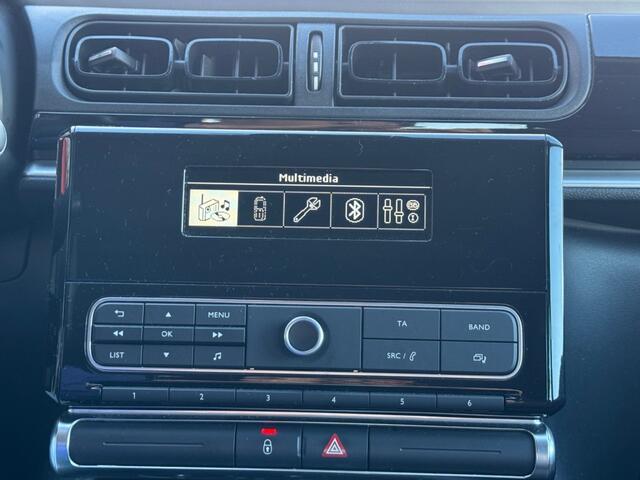 Multimedia
MENU
TA
BAND
OK
LIST
SRC /
1 2 3 4 5 6